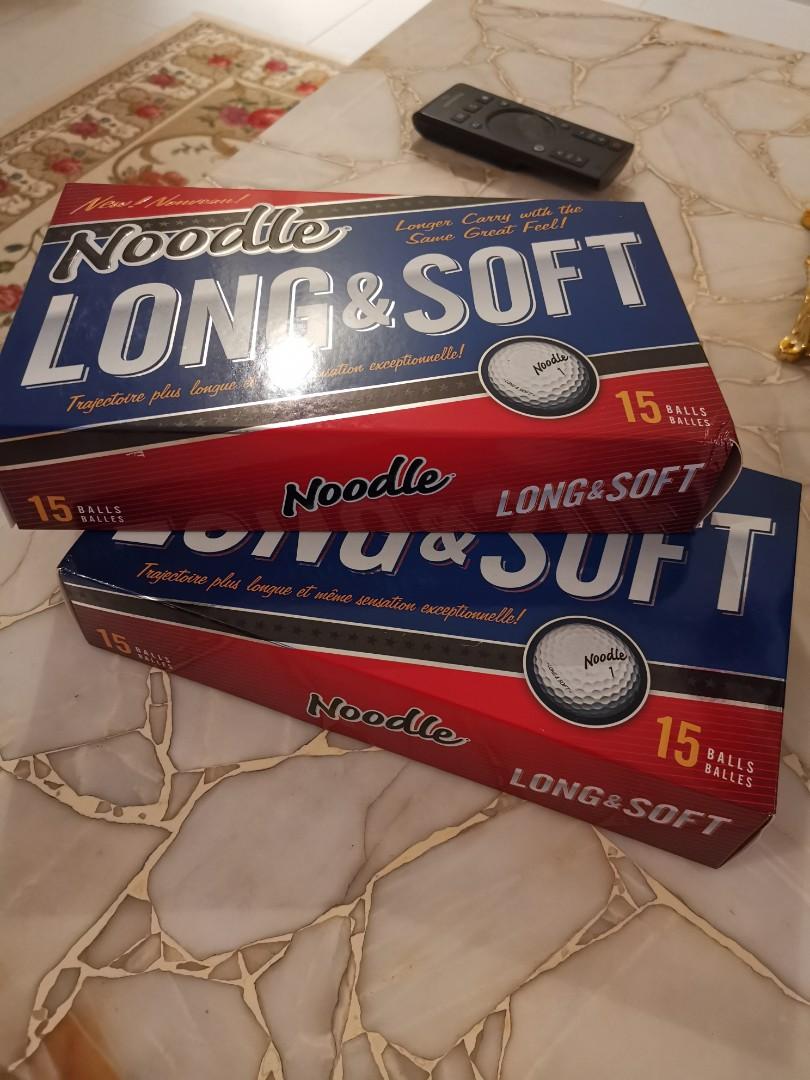 New! Nouveau!
Noodle
Longer Carry with the
Same Great Feel!
LONG&SOFT
Trajectoire plus longue et sensation exceptionnelle!
Noodle
1
LONG & SOFT
15 BALLS
BALLES
15 BALLS
BALLES
Noodle
LONG&SOFT
LONG&SOFT
Trajectoire plus longue et même sensation exceptionnelle!
Noodle
1
LONG & SOFT
15 BALLS
BALLES
15 BALLS
BALLES
Noodle
LONG&SOFT